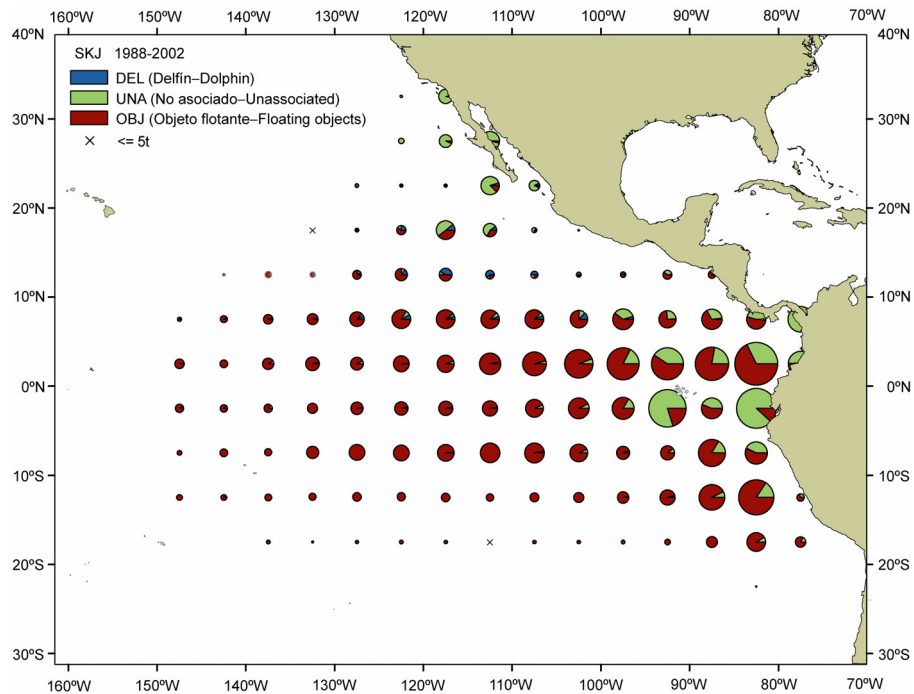 160ºW 150ºW 140ºW 130ºW 120ºW 110ºW 100ºW 90ºW 80ºW 70ºW
40ºN 40ºN
SKJ 1988-2002
DEL (Delfín–Dolphin)
UNA (No asociado–Unassociated)
30ºN 30ºN
OBJ (Objeto flotante–Floating objects)
<= 5t
20ºN 20ºN
10ºN 10ºN
0ºN 0ºN
10ºS 10ºS
20ºS 20ºS
30ºS 30ºS
160ºW 150ºW 140ºW 130ºW 120ºW 110ºW 100ºW 90ºW 80ºW 70ºW